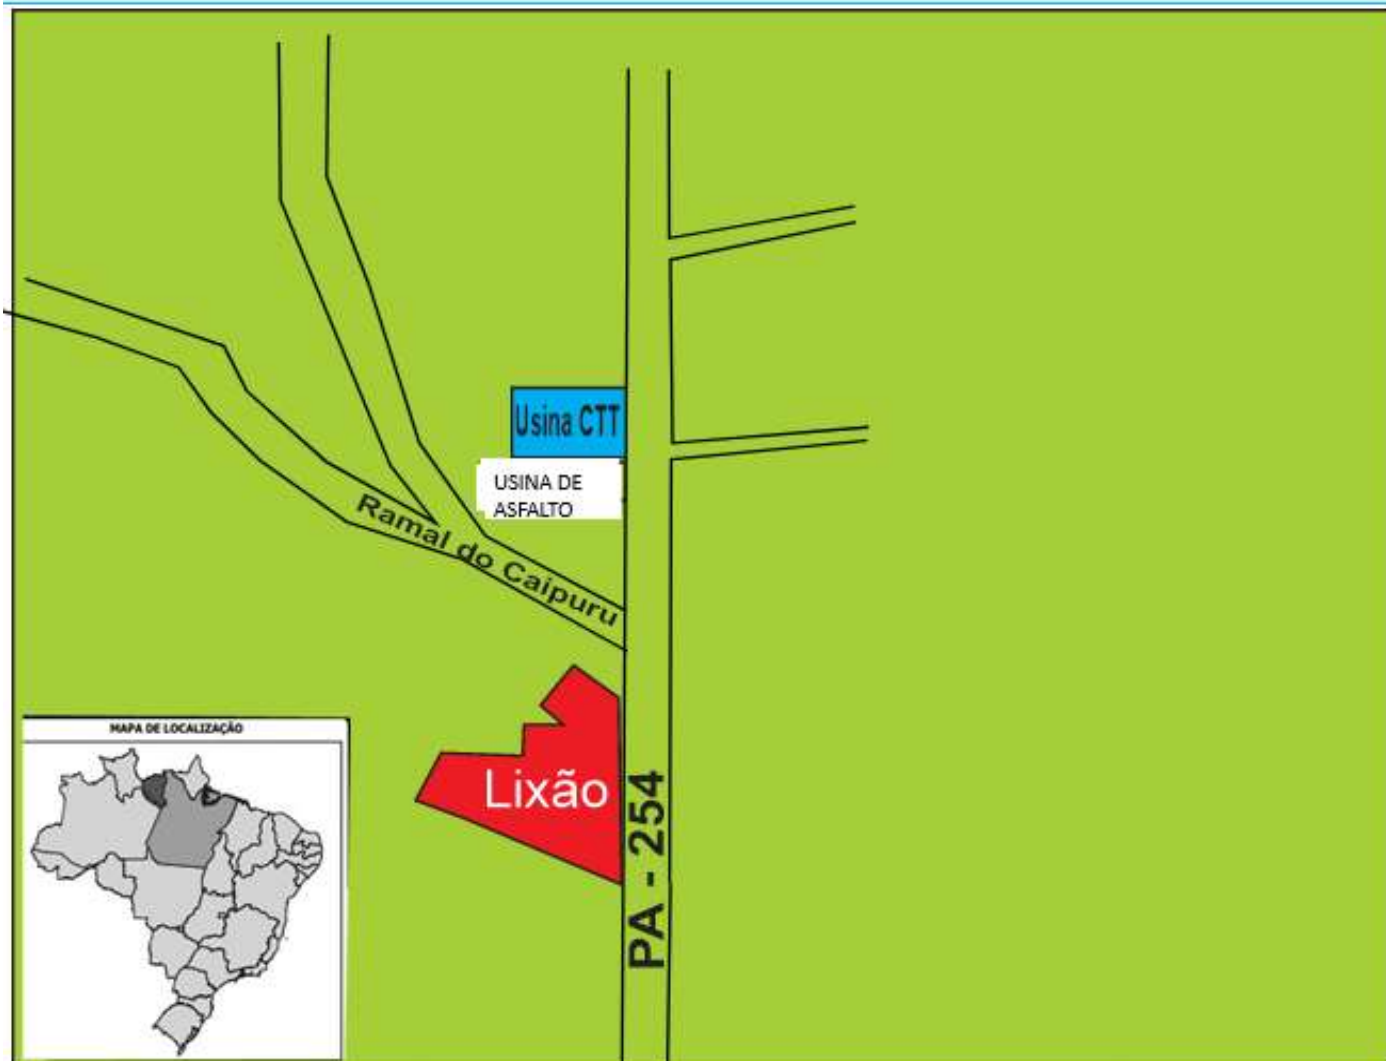 Usina CTT
USINA DE
ASFALTO
Ramal do Caipuru
Lixão
PA - 254
MAPA DE LOCALIZAÇÃO